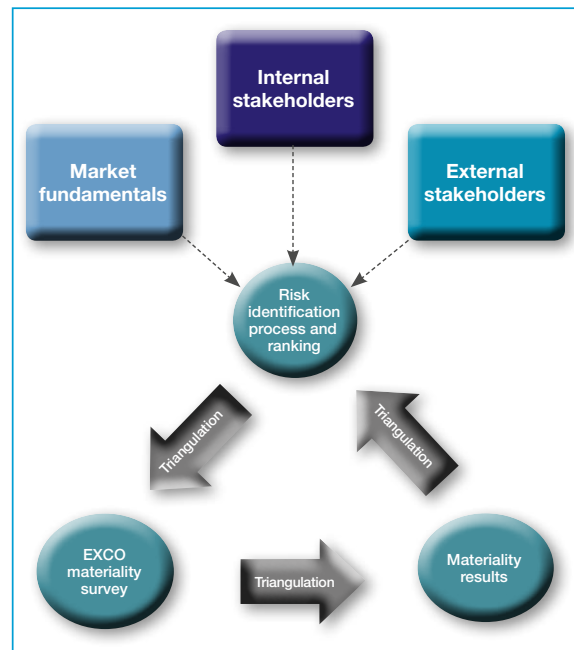 Internal
stakeholders
Market
fundamentals
External
stakeholders
Risk
identification
process and
ranking
Triangulation
Triangulation
EXCO
materiality
survey
Triangulation
Materiality
results